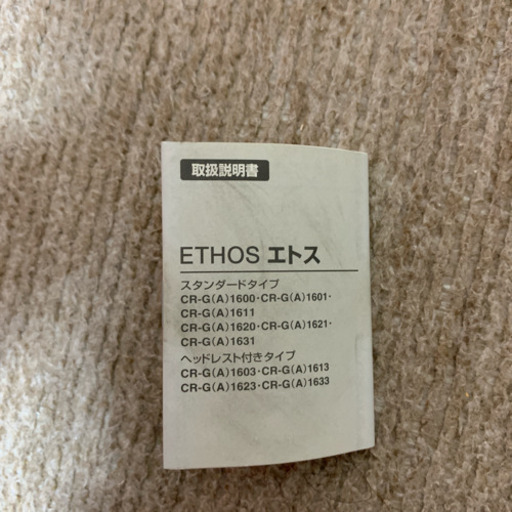 取扱説明書
ETHOS エトス
スタンダードタイプ
CR-G(A)1600・CR-G(A)1601・
CR-G(A)1611
CR-G(A)1620・CR-G(A)1621・
CR-G(A)1631
ヘッドレスト付きタイプ
CR-G(A)1603・CR-G(A)1613
CR-G(A)1623・CR-G(A)1633